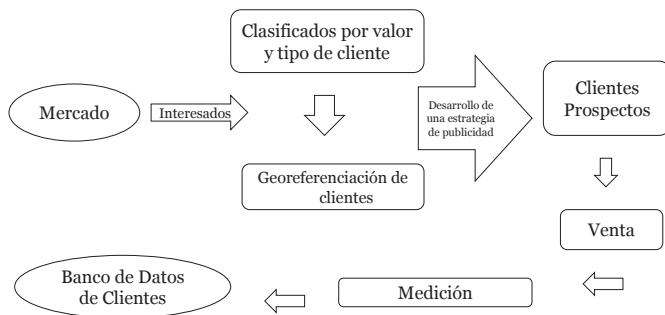 Clasificados por valor
y tipo de cliente
Mercado
Interesados
Desarrollo de
una estrategia
de publicidad
Clientes
Prospectos
Georeferenciación de
clientes
Venta
Medición
Banco de Datos
de Clientes